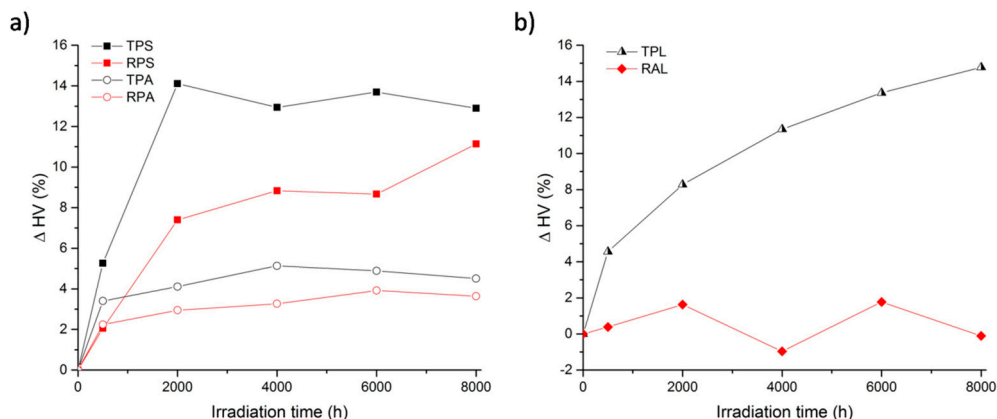 a)
16
14
12
10
8
6
4
2
0
Δ HV (%)
TPS
RPS
TPA
RPA
0 2000 4000 6000 8000
Irradiation time (h)
b)
16
14
12
10
8
6
4
2
0
-2
Δ HV (%)
TPL
RAL
0 2000 4000 6000 8000
Irradiation time (h)